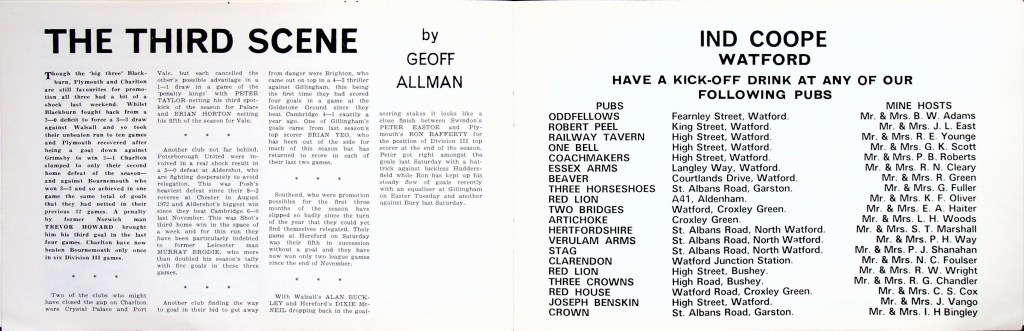 THE THIRD SCENE
by
GEOFF
ALLMAN
Though the 'big three' Black-
burn, Plymouth and Charlton
are still favourites for promo-
tion all three had a bit of a
shock last weekend. Whilst
Blackburn fought back from a
3—0 deficit to force a 3—3 draw
against Walsall and so took
their unbeaten run to ten games
and Plymouth recovered after
being a goal down against
Grimsby to win 2—1 Charlton
slumped to only their second
home defeat of the season—
and against Bournemouth who
won 3—2 and so achieved in one
game the same total of goals
that they had netted in their
previous 12 games. A penalty
by former Norwich man
TREVOR HOWARD brought
him his third goal in the last
four games. Charlton have now
beaten Bournemouth only once
in six Division III games.
* * *
Two of the clubs who might
have closed the gap on Charlton
were Crystal Palace and Port
Vale, but each cancelled the
other's possible advantage in a
1—1 draw in a game of the
'penalty kings' with PETER
TAYLOR netting his third spot-
kick of the season for Palace
and BRIAN HORTON netting
his fifth of the season for Vale.
* * *
Another club not far behind,
Peterborough United were in-
volved in a real shock result in
a 5—0 defeat at Aldershot, who
are fighting desperately to avoid
relegation. This was Posh's
heaviest defeat since their 8—2
reverse at Chester in August
1972 and Aldershot's biggest win
since they beat Cambridge 6—0
last November. This was Shot's
third home win in the space of
a week and for this run they
have been particularly indebted
to former Leicester man
MURRAY BRODIE, who more
than doubled his season's tally
with five goals in these three
games.
* * *
Another club finding the way
to goal in their bid to get away
from danger were Brighton, who
came out on top in a 4—3 thriller
against Gillingham, this being
the first time they had scored
four goals in a game at the
Goldstone Ground since they
beat Cambridge 4—1 exactly a
year ago. One of Gillingham's
goals came from last season's
top scorer BRIAN YEO, who
has been out of the side for
much of this season but has
returned to score in each of
their last two games.
* * *
Southend, who were promotion
possibles for the first three
months of the season have
slipped so badly since the turn
of the year that they could yet
find themselves relegated. Their
game at Hereford on Saturday
was their fifth in succession
without a goal and they have
now won only two league games
since the end of November.
* * *
With Walsall's ALAN BUCK-
LEY and Hereford's DIXIE Mc-
NEIL dropping back in the goal-
scoring stakes it looks like a
close finish between Swindon's
PETER EASTOE and Ply-
mouth's RON RAFFERTY for
the position of Division III top
scorer at the end of the season.
Peter got right amongst the
goals last Saturday with a hat-
trick against luckless Hudders-
field while Ron has kept up his
steady flow of goals recently
with an equaliser at Gillingham
on Easter Tuesday and another
against Bury last Saturday.
IND COOPE
WATFORD
HAVE A KICK-OFF DRINK AT ANY OF OUR
FOLLOWING PUBS
PUBS MINE HOSTS
ODDFELLOWS Fearnley Street, Watford. Mr. & Mrs. B. W. Adams
ROBERT PEEL King Street, Watford. Mr. & Mrs. J. L. East
RAILWAY TAVERN High Street, Watford. Mr. & Mrs. R. E. Younge
ONE BELL High Street, Watford. Mr. & Mrs. G. K. Scott
COACHMAKERS High Street, Watford. Mr. & Mrs. P. B. Roberts
ESSEX ARMS Langley Way, Watford. Mr. & Mrs. R. N. Cleary
BEAVER Courtlands Drive, Watford. Mr. & Mrs. R. Green
THREE HORSESHOES St. Albans Road, Garston. Mr. & Mrs. G. Fuller
RED LION A41, Aldenham. Mr. & Mrs. K. F. Oliver
TWO BRIDGES Watford, Croxley Green. Mr. & Mrs. E. A. Haiter
ARTICHOKE Croxley Green. Mr. & Mrs. L. H. Woods
HERTFORDSHIRE St. Albans Road, North Watford. Mr. & Mrs. S. T. Marshall
VERULAM ARMS St. Albans Road, North Watford. Mr. & Mrs. P. H. Way
STAG St. Albans Road, North Watford. Mr. & Mrs. P. J. Shanahan
CLARENDON Watford Junction Station. Mr. & Mrs. N. C. Foulser
RED LION High Street, Bushey. Mr. & Mrs. R. W. Wright
THREE CROWNS High Road, Bushey. Mr. & Mrs. R. G. Chandler
RED HOUSE Watford Road, Croxley Green. Mr. & Mrs. C. S. Cox
JOSEPH BENSKIN High Street, Watford. Mr. & Mrs. J. Vango
CROWN St. Albans Road, Garston. Mr. & Mrs. I. H Bingley